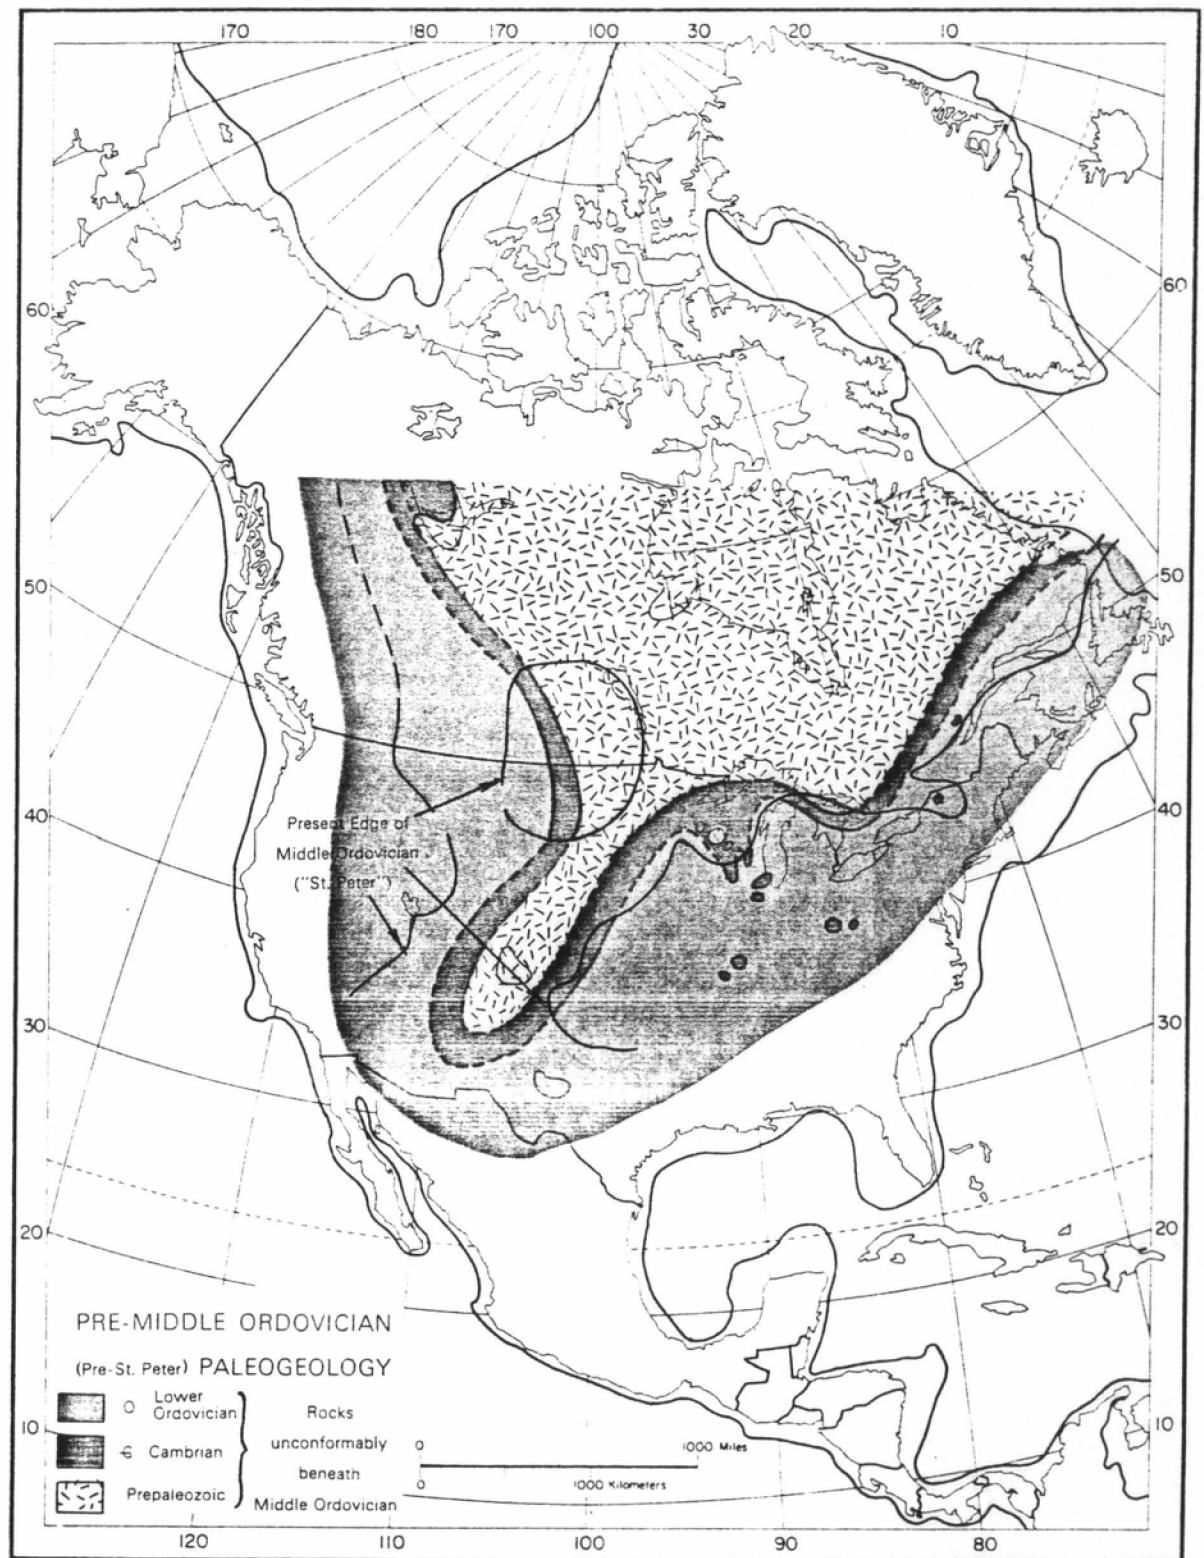 170 180 170 100 30 20 10
60
60
50
50
40
40
Present Edge of
Middle Ordovician
("St. Peter")
30
30
20
20
PRE-MIDDLE ORDOVICIAN
(Pre-St. Peter) PALEOGEOLOGY
O Lower
Ordovician
Rocks
unconformably
beneath
Middle Ordovician
Є Cambrian
Prepaleozoic
0 1000 Miles
0 1000 Kilometers
10
10
120 110 100 90 80